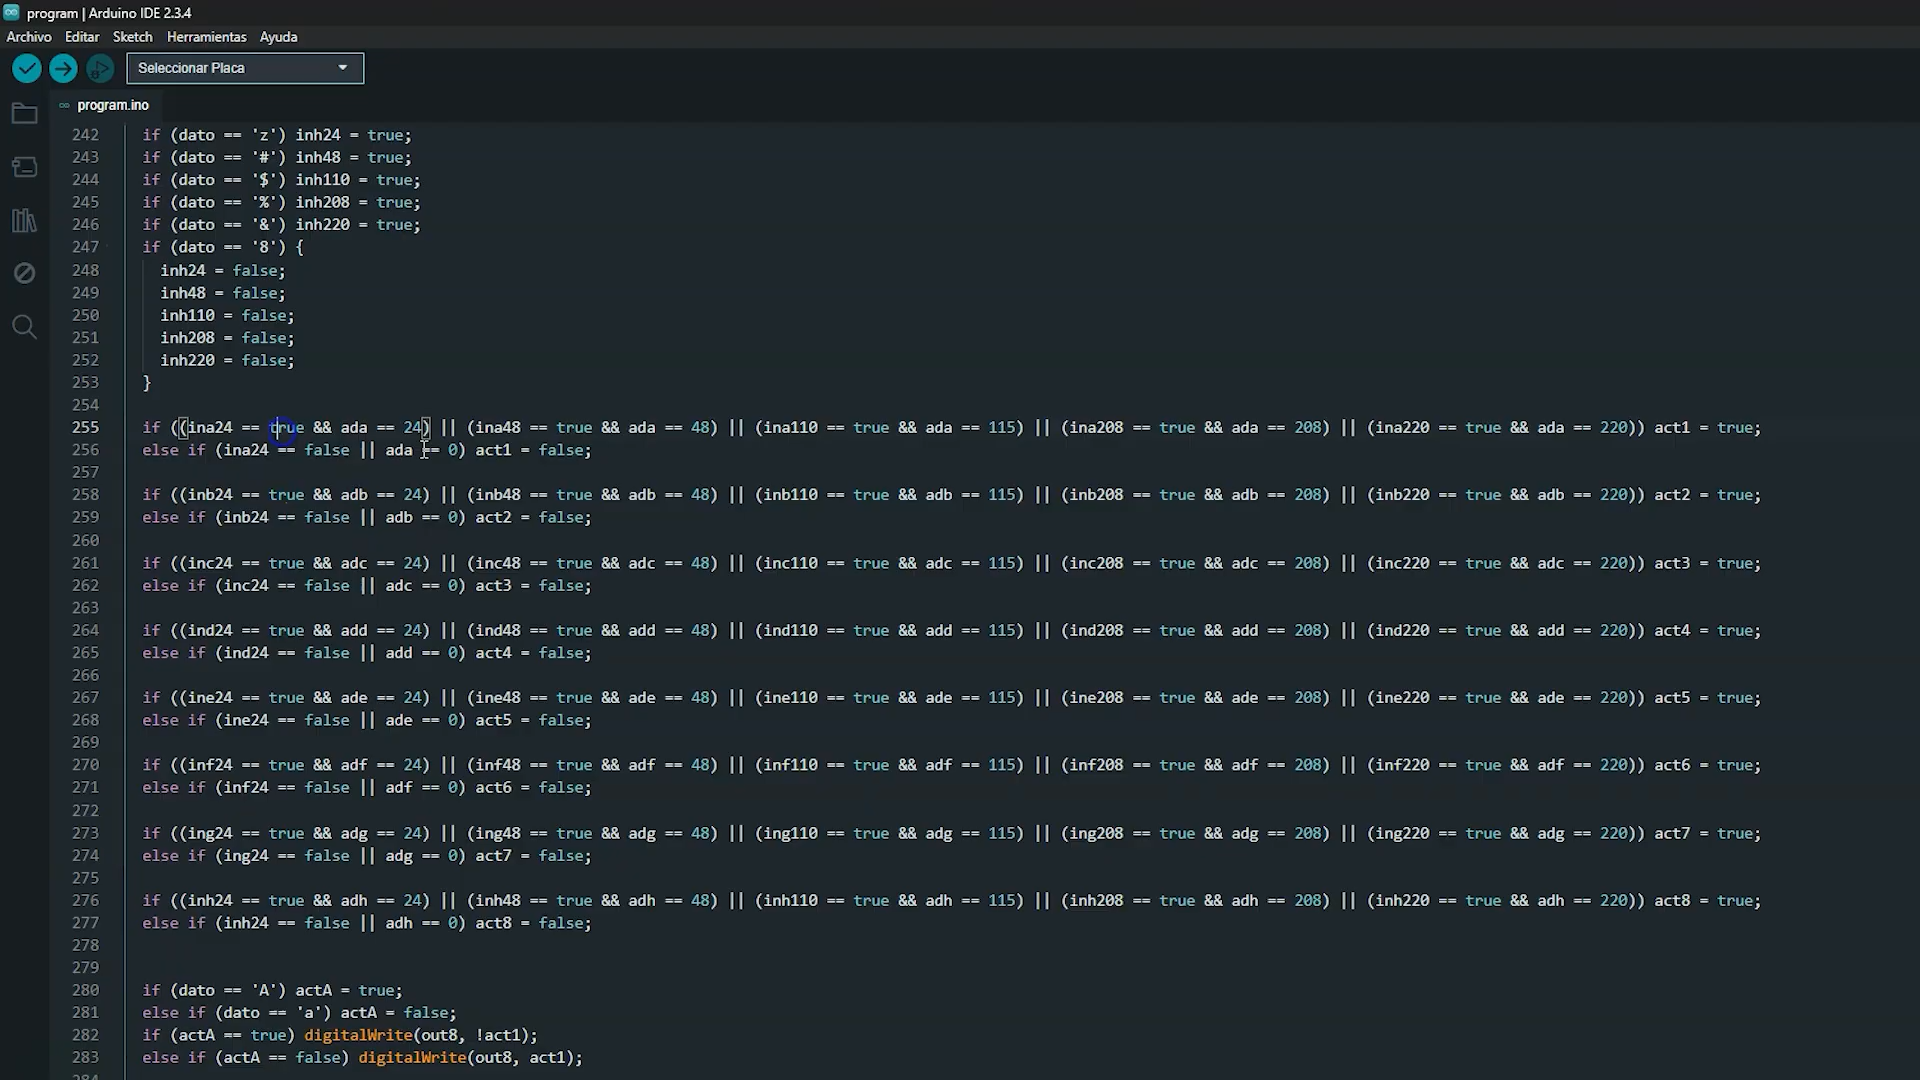 program | Arduino IDE 2.3.4
Archivo Editar Sketch Herramientas Ayuda
Seleccionar Placa
program.ino
242 if (dato == 'z') inh24 = true;
243 if (dato == '#') inh48 = true;
244 if (dato == '$') inh110 = true;
245 if (dato == '%') inh208 = true;
246 if (dato == '&') inh220 = true;
247 if (dato == '8') {
248 inh24 = false;
249 inh48 = false;
250 inh110 = false;
251 inh208 = false;
252 inh220 = false;
253 }
254
255 if ((ina24 == true && ada == 24) || (ina48 == true && ada == 48) || (ina110 == true && ada == 115) || (ina208 == true && ada == 208) || (ina220 == true && ada == 220)) act1 = true;
256 else if (ina24 == false || ada == 0) act1 = false;
257
258 if ((inb24 == true && adb == 24) || (inb48 == true && adb == 48) || (inb110 == true && adb == 115) || (inb208 == true && adb == 208) || (inb220 == true && adb == 220)) act2 = true;
259 else if (inb24 == false || adb == 0) act2 = false;
260
261 if ((inc24 == true && adc == 24) || (inc48 == true && adc == 48) || (inc110 == true && adc == 115) || (inc208 == true && adc == 208) || (inc220 == true && adc == 220)) act3 = true;
262 else if (inc24 == false || adc == 0) act3 = false;
263
264 if ((ind24 == true && add == 24) || (ind48 == true && add == 48) || (ind110 == true && add == 115) || (ind208 == true && add == 208) || (ind220 == true && add == 220)) act4 = true;
265 else if (ind24 == false || add == 0) act4 = false;
266
267 if ((ine24 == true && ade == 24) || (ine48 == true && ade == 48) || (ine110 == true && ade == 115) || (ine208 == true && ade == 208) || (ine220 == true && ade == 220)) act5 = true;
268 else if (ine24 == false || ade == 0) act5 = false;
269
270 if ((inf24 == true && adf == 24) || (inf48 == true && adf == 48) || (inf110 == true && adf == 115) || (inf208 == true && adf == 208) || (inf220 == true && adf == 220)) act6 = true;
271 else if (inf24 == false || adf == 0) act6 = false;
272
273 if ((ing24 == true && adg == 24) || (ing48 == true && adg == 48) || (ing110 == true && adg == 115) || (ing208 == true && adg == 208) || (ing220 == true && adg == 220)) act7 = true;
274 else if (ing24 == false || adg == 0) act7 = false;
275
276 if ((inh24 == true && adh == 24) || (inh48 == true && adh == 48) || (inh110 == true && adh == 115) || (inh208 == true && adh == 208) || (inh220 == true && adh == 220)) act8 = true;
277 else if (inh24 == false || adh == 0) act8 = false;
278
279
280 if (dato == 'A') actA = true;
281 else if (dato == 'a') actA = false;
282 if (actA == true) digitalWrite(out8, !act1);
283 else if (actA == false) digitalWrite(out8, act1);
284